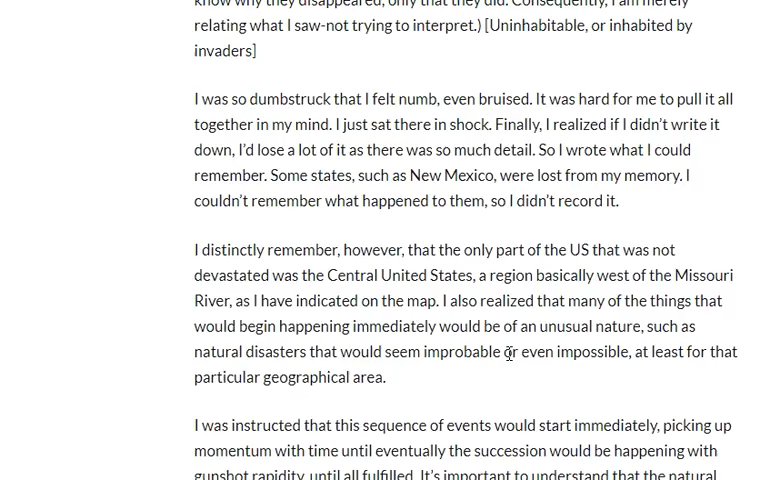 know why they disappeared, only that they did. Consequently, I am merely
relating what I saw-not trying to interpret.) [Uninhabitable, or inhabited by
invaders]
I was so dumbstruck that I felt numb, even bruised. It was hard for me to pull it all
together in my mind. I just sat there in shock. Finally, I realized if I didn’t write it
down, I’d lose a lot of it as there was so much detail. So I wrote what I could
remember. Some states, such as New Mexico, were lost from my memory. I
couldn’t remember what happened to them, so I didn’t record it.
I distinctly remember, however, that the only part of the US that was not
devastated was the Central United States, a region basically west of the Missouri
River, as I have indicated on the map. I also realized that many of the things that
would begin happening immediately would be of an unusual nature, such as
natural disasters that would seem improbable or even impossible, at least for that
particular geographical area.
I was instructed that this sequence of events would start immediately, picking up
momentum with time until eventually the succession would be happening with
gunshot rapidity, until all fulfilled. It’s important to understand that the natural